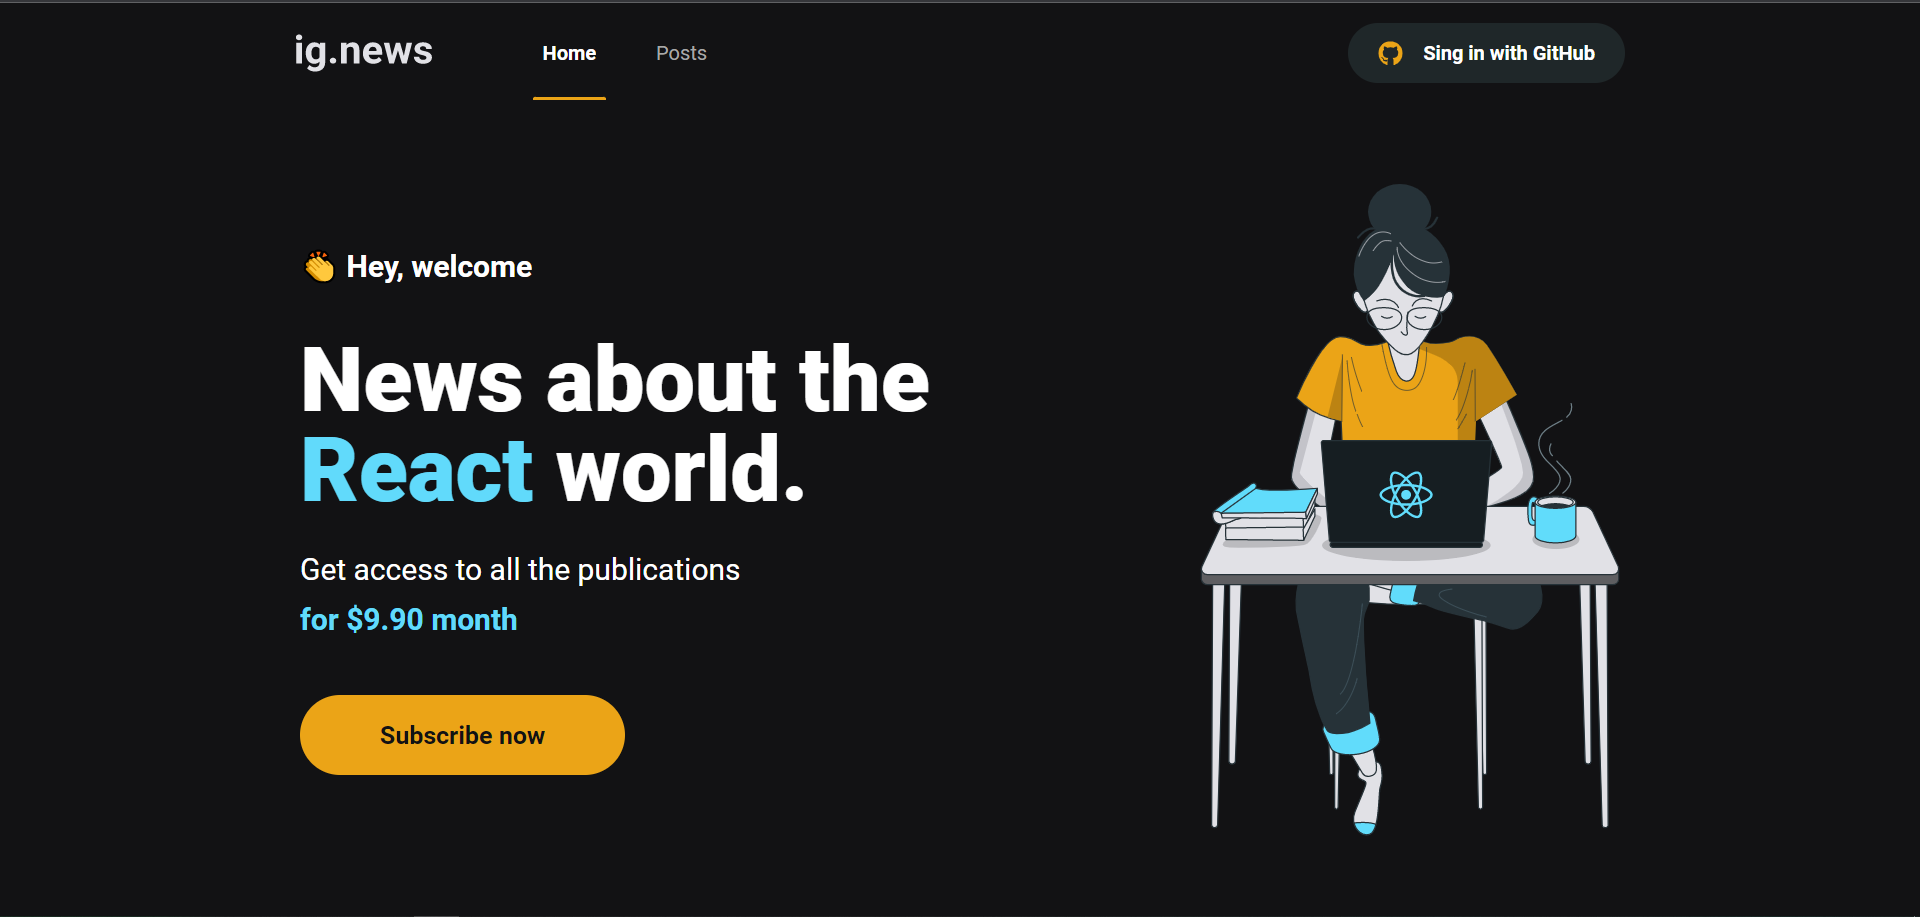 ig.news
Home
Posts
Sing in with GitHub
👏 Hey, welcome
News about the
React world.
Get access to all the publications
for $9.90 month
Subscribe now